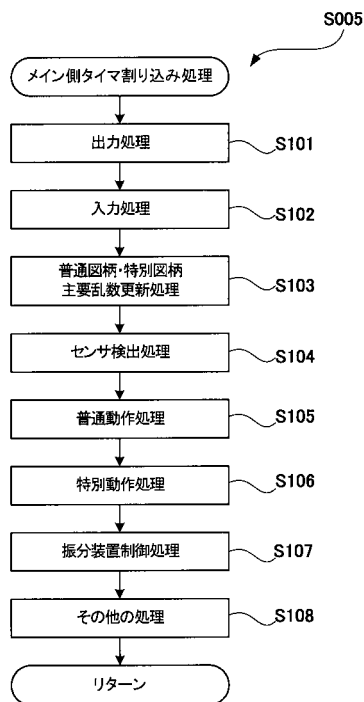 S005
メイン側タイマ割り込み処理
出力処理
S101
入力処理
S102
普通図柄・特別図柄
主要乱数更新処理
S103
センサ検出処理
S104
普通動作処理
S105
特別動作処理
S106
振分装置制御処理
S107
その他の処理
S108
リターン